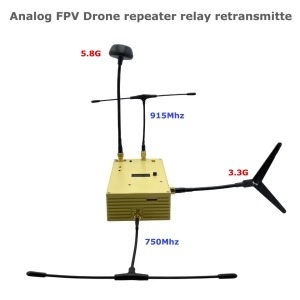 Analog FPV Drone repeater relay retransmitte
5.8G
915Mhz
3.3G
750Mhz